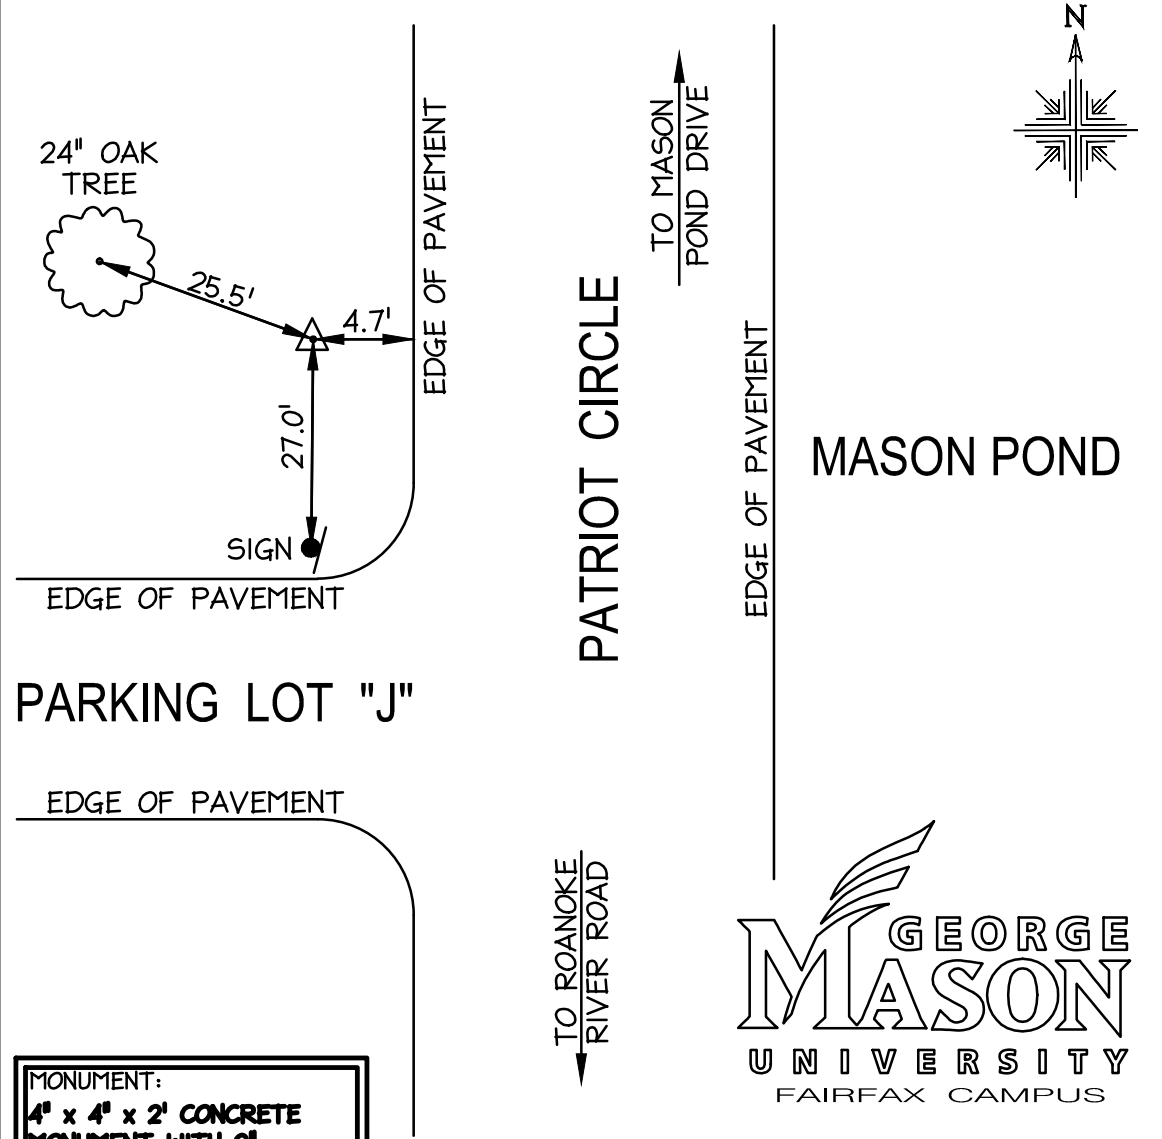 N
24" OAK
TREE
EDGE OF PAVEMENT
TO MASON
POND DRIVE
25.5'
4.7'
27.0'
SIGN
EDGE OF PAVEMENT
PATRIOT CIRCLE
EDGE OF PAVEMENT
MASON POND
PARKING LOT "J"
EDGE OF PAVEMENT
TO ROANOKE
RIVER ROAD
GEORGE
MASON
UNIVERSITY
FAIRFAX CAMPUS
MONUMENT:
4" x 4" x 2' CONCRETE
MONUMENT WITH